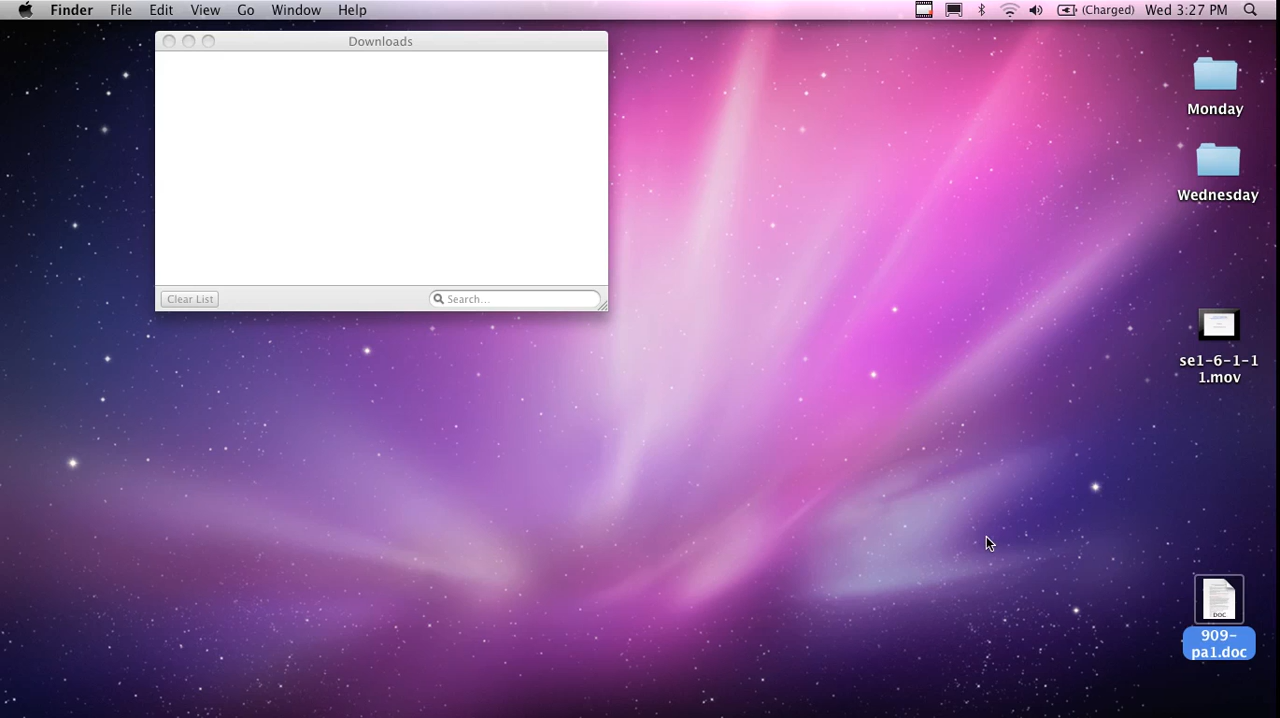 Finder File Edit View Go Window Help (Charged) Wed 3:27 PM
Downloads
Clear List
Search...
Monday
Wednesday
se1-6-1-1
1.mov
DOC
909-
pa1.doc